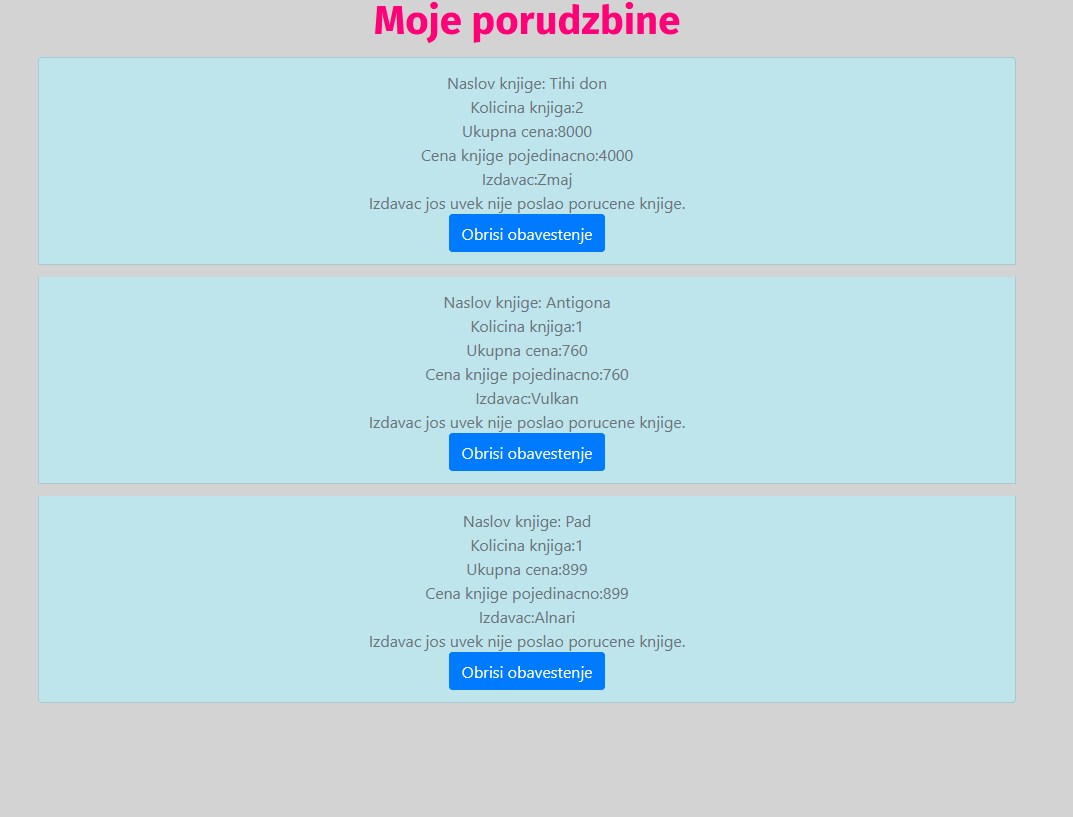 Moje porudzbine
Naslov knjige: Tihi don
Kolicina knjiga:2
Ukupna cena:8000
Cena knjige pojedinacno:4000
Izdavac:Zmaj
Izdavac jos uvek nije poslao porucene knjige.
Obrisi obavestenje
Naslov knjige: Antigona
Kolicina knjiga:1
Ukupna cena:760
Cena knjige pojedinacno:760
Izdavac:Vulkan
Izdavac jos uvek nije poslao porucene knjige.
Obrisi obavestenje
Naslov knjige: Pad
Kolicina knjiga:1
Ukupna cena:899
Cena knjige pojedinacno:899
Izdavac:Alnari
Izdavac jos uvek nije poslao porucene knjige.
Obrisi obavestenje